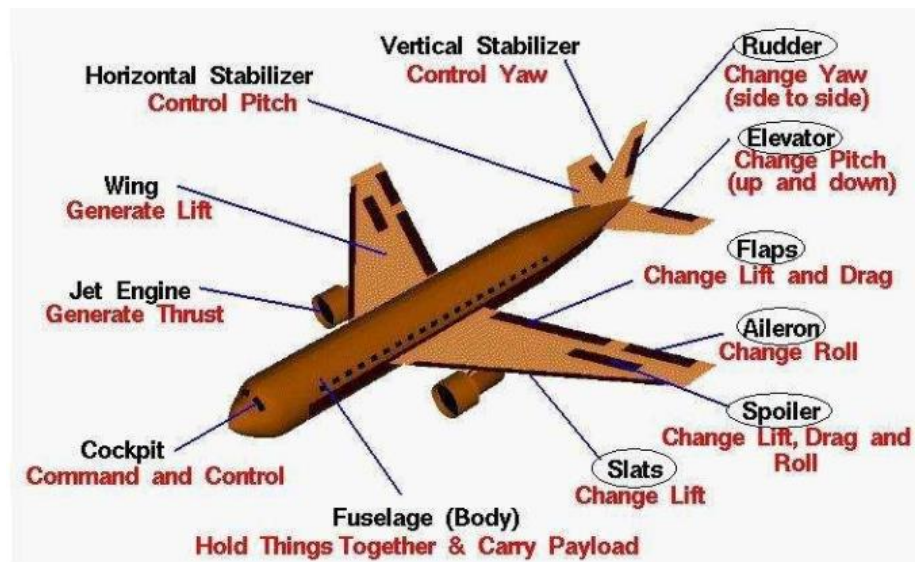 Vertical Stabilizer
Control Yaw
Rudder
Change Yaw
(side to side)
Horizontal Stabilizer
Control Pitch
Elevator
Change Pitch
(up and down)
Wing
Generate Lift
Flaps
Change Lift and Drag
Jet Engine
Generate Thrust
Aileron
Change Roll
Spoiler
Change Lift, Drag and
Roll
Cockpit
Command and Control
Slats
Change Lift
Fuselage (Body)
Hold Things Together & Carry Payload